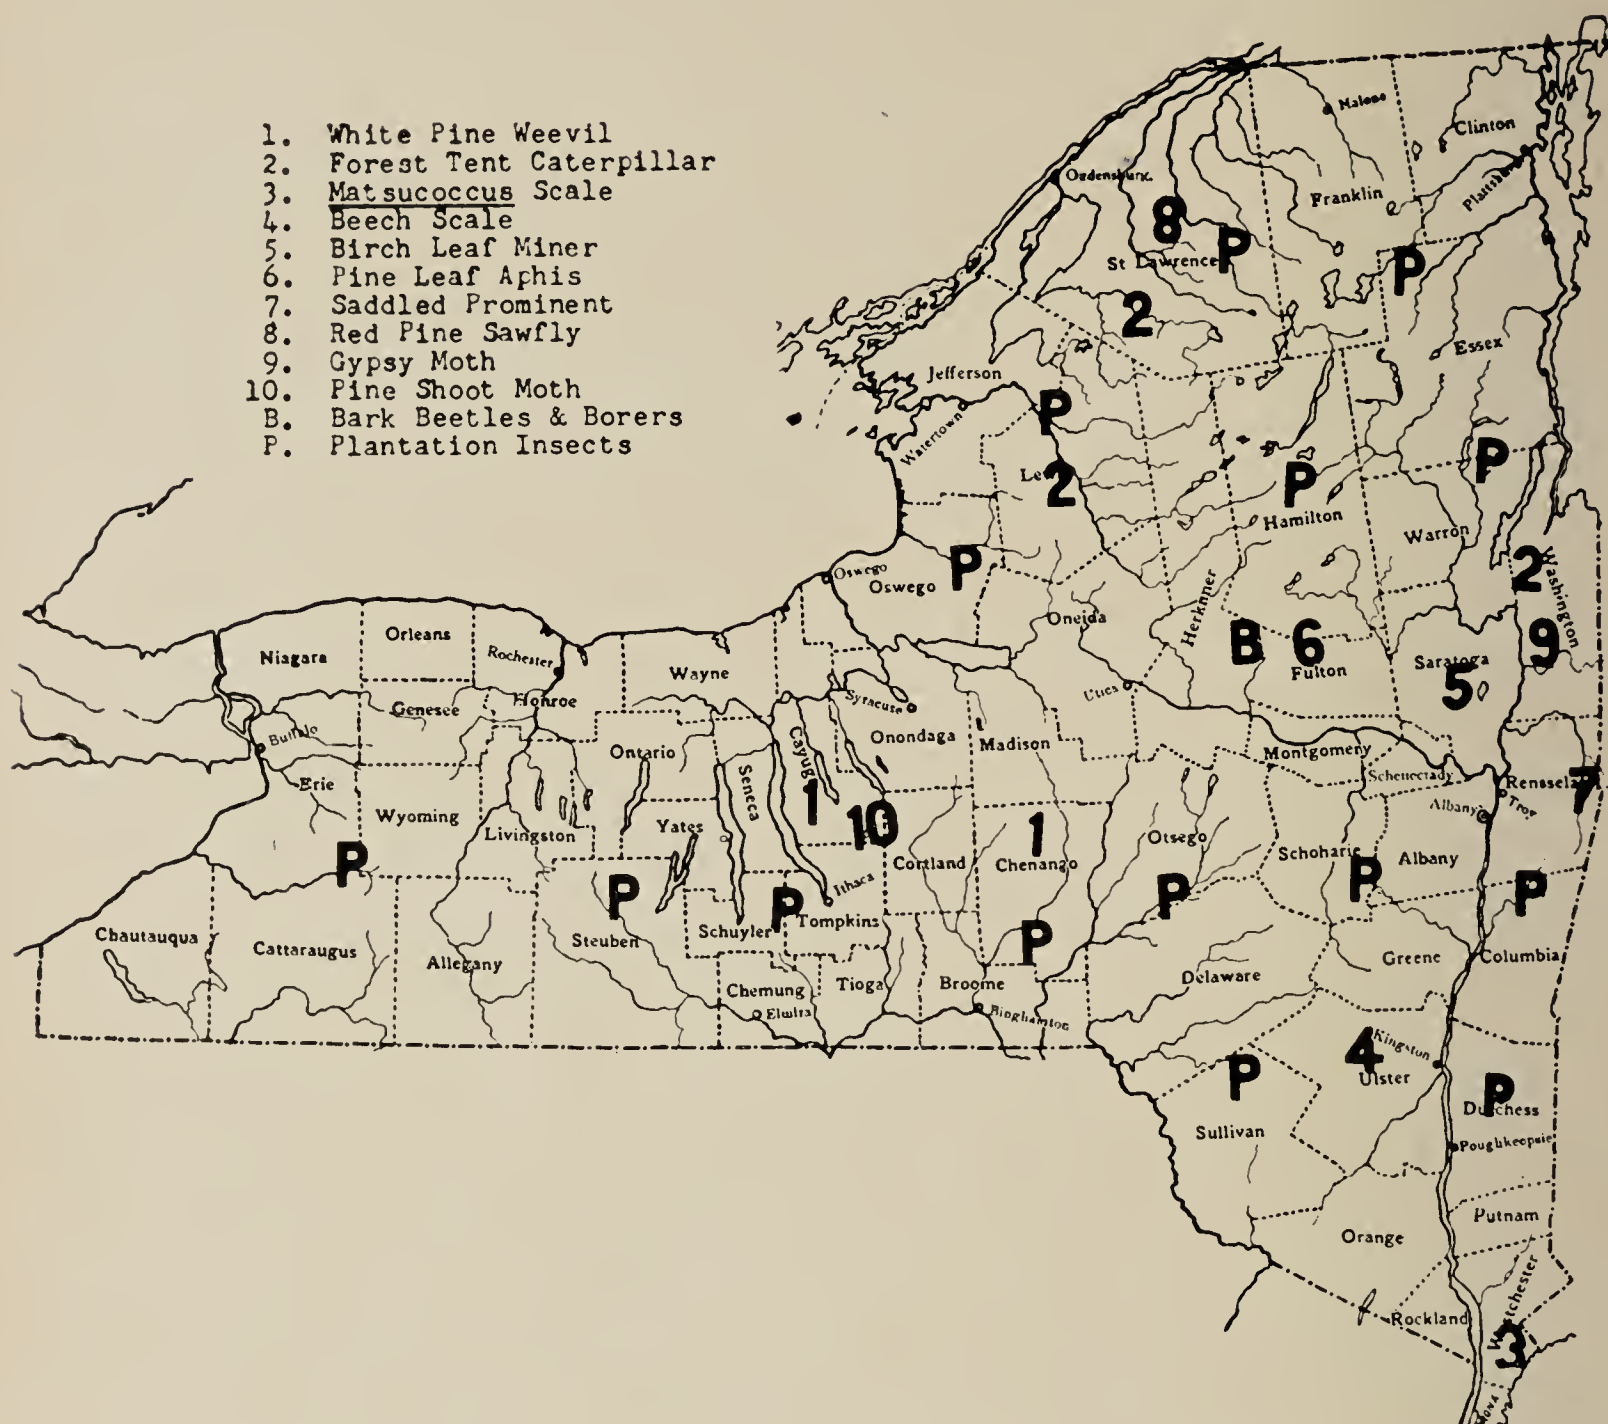 1. White Pine Weevil
2. Forest Tent Caterpillar
3. Matsucoccus Scale
4. Beech Scale
5. Birch Leaf Miner
6. Pine Leaf Aphis
7. Saddled Prominent
8. Red Pine Sawfly
9. Gypsy Moth
10. Pine Shoot Moth
B. Bark Beetles & Borers
P. Plantation Insects
Malone
Clinton
Ogdensburg
Franklin
Plattsburg
8
P
St Lawrence
P
2
Essex
Jefferson
P
Watertown
P
2
P
Hamilton
Warron
P
Oswego
Oswego
2
Washington
Oneida
Herkimer
B
6
Fulton
9
Saratoga
5
Orleans
Niagara
Rochester
Wayne
Monroe
Genesee
Syracuse
Utica
Buffalo
Ontario
Onondaga
Madison
Montgomery
Cayuga
Seneca
Schenectady
Rensselaer
7
Erie
Wyoming
Livingston
Yates
1
10
1
Otsego
Albany
Troy
P
Cortland
Chenango
Schoharie
Albany
P
Ithaca
P
P
P
P
Chautauqua
Cattaraugus
Allegany
Steuben
Schuyler
Tompkins
P
Greene
Columbia
Chemung
Tioga
Broome
Delaware
Elmira
Binghamton
4
Kingston
Ulster
P
P
Dutchess
Sullivan
Poughkeepsie
Putnam
Orange
Westchester
Rockland
3